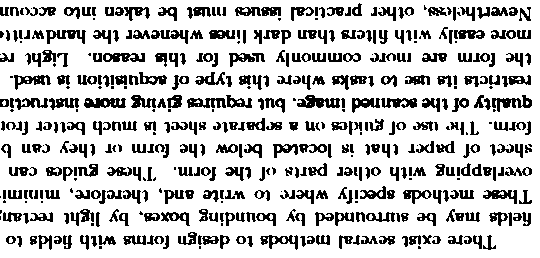 There exist several methods to design forms with fields to
fields may be surrounded by bounding boxes, by light rectang
These methods specify where to write and, therefore, minimi
overlapping with other parts of the form. These guides can
sheet of paper that is located below the form or they can b
form. The use of guides on a separate sheet is much better from
quality of the scanned image, but requires giving more instructio
restricts its use to tasks where this type of acquisition is used.
the form are more commonly used for this reason. Light re
more easily with filters than dark lines whenever the handwritte
Nevertheless, other practical issues must be taken into accoun